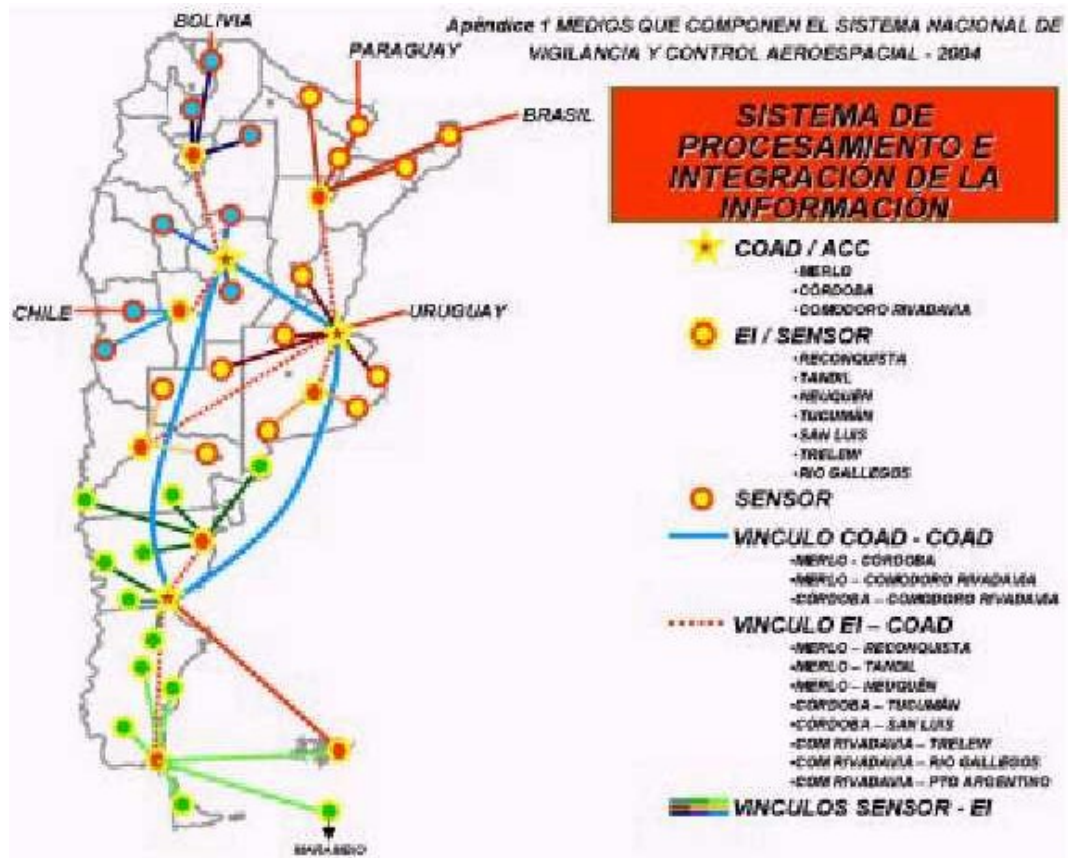 Apéndice 1 MEDIOS QUE COMPONEN EL SISTEMA NACIONAL DE
VIGILANCIA Y CONTROL AEROESPACIAL - 2004
BOLIVIA
PARAGUAY
BRASIL
CHILE
URUGUAY
MARAMBIO
SISTEMA DE
PROCESAMIENTO E
INTEGRACIÓN DE LA
INFORMACIÓN
COAD / ACC
•MERLO
•CORDOBA
•COMODORO RIVADAVIA
EI / SENSOR
•RECONQUISTA
•TANDIL
•NEUQUÉN
•TUCUMÁN
•SAN LUIS
•TRELEW
•RIO GALLEGOS
SENSOR
VINCULO COAD - COAD
•MERLO - CORDOBA
•MERLO – COMODORO RIVADAVIA
•CÓRDOBA – COMODORO RIVADAVIA
VINCULO EI – COAD
•MERLO – RECONQUISTA
•MERLO – TANDIL
•MERLO – NEUQUÉN
•CÓRDOBA – TUCUMÁN
•CÓRDOBA – SAN LUIS
•COM RIVADAVIA – TRELEW
•COM RIVADAVIA – RIO GALLEGOS
•COM RIVADAVIA – PTO ARGENTINO
VINCULOS SENSOR - EI